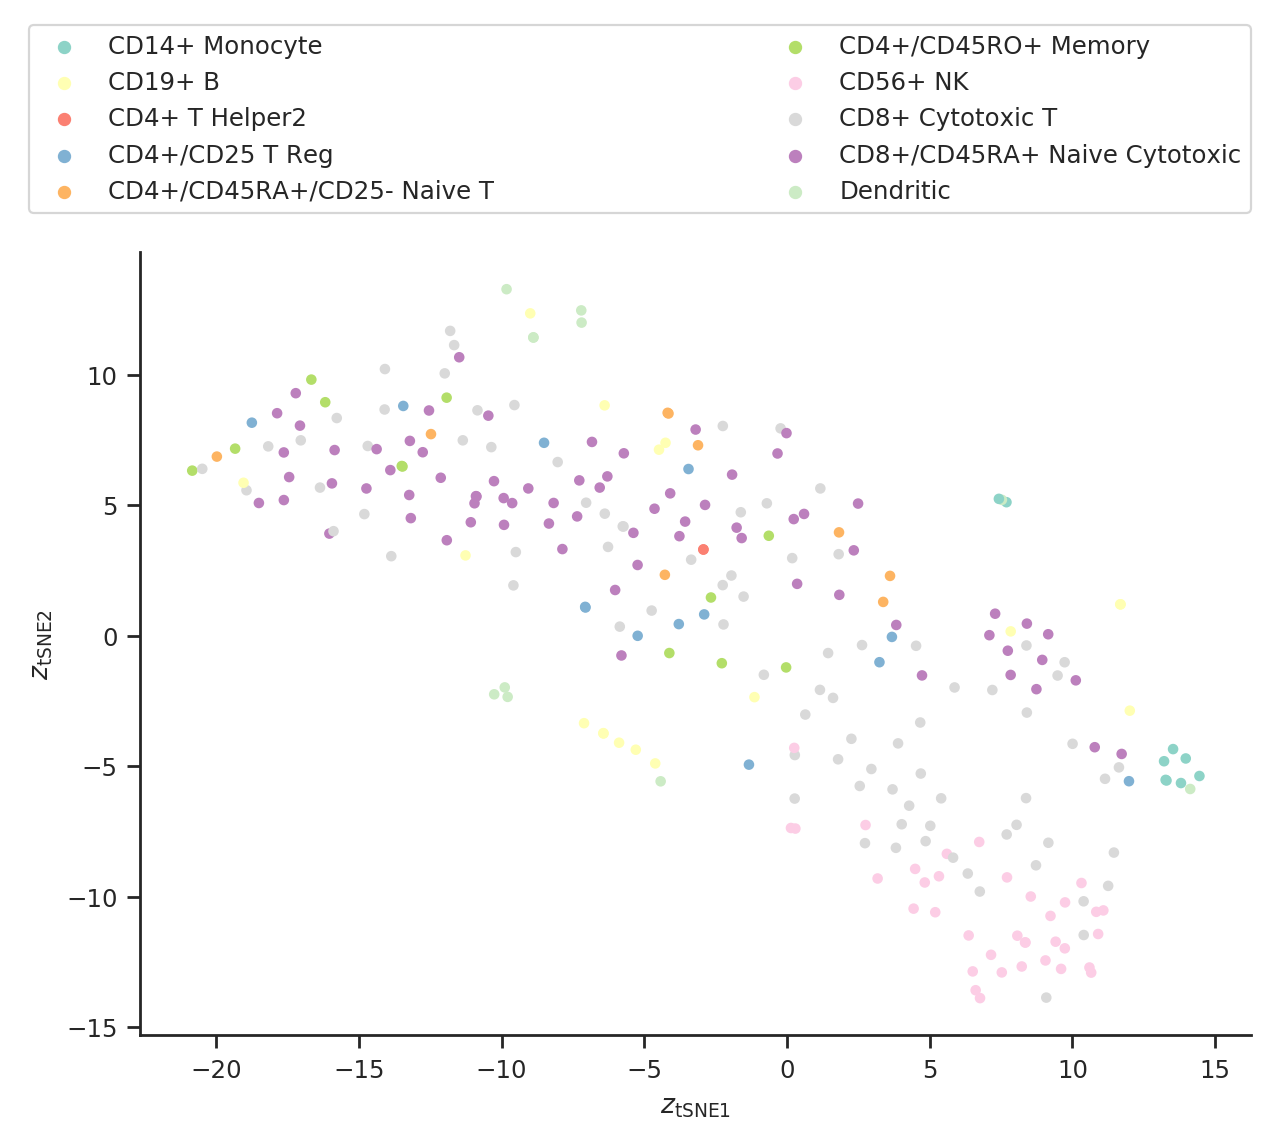 CD14+ Monocyte
CD19+ B
CD4+ T Helper2
CD4+/CD25 T Reg
CD4+/CD45RA+/CD25- Naive T
CD4+/CD45RO+ Memory
CD56+ NK
CD8+ Cytotoxic T
CD8+/CD45RA+ Naive Cytotoxic
Dendritic
10
5
0
−5
−10
−15
z_tSNE2
−20
−15
−10
−5
0
5
10
15
z_tSNE1